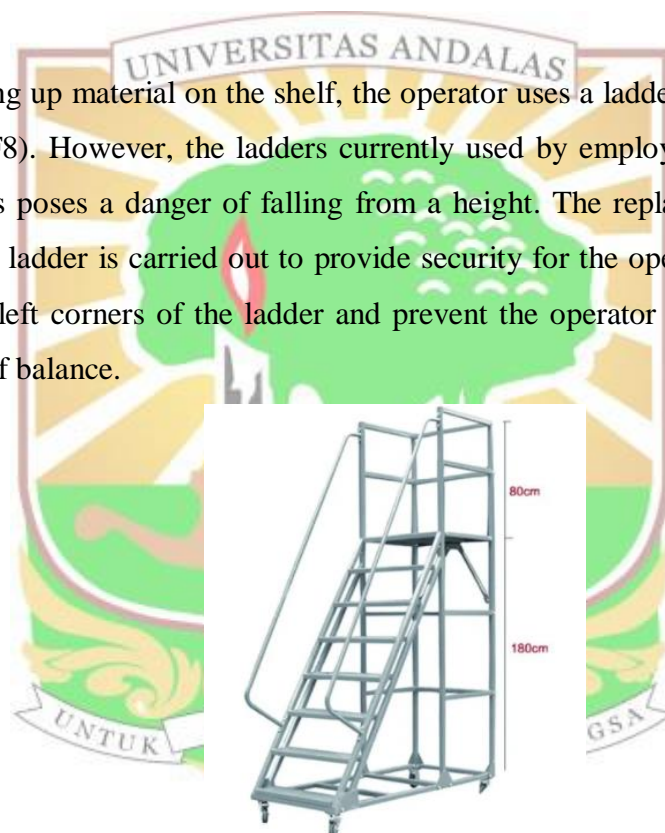 UNIVERSITAS ANDALAS
ng up material on the shelf, the operator uses a ladde
8). However, the ladders currently used by employ
s poses a danger of falling from a height. The repla
ladder is carried out to provide security for the ope
left corners of the ladder and prevent the operator
f balance.
80cm
180cm
UNTUK
GSA